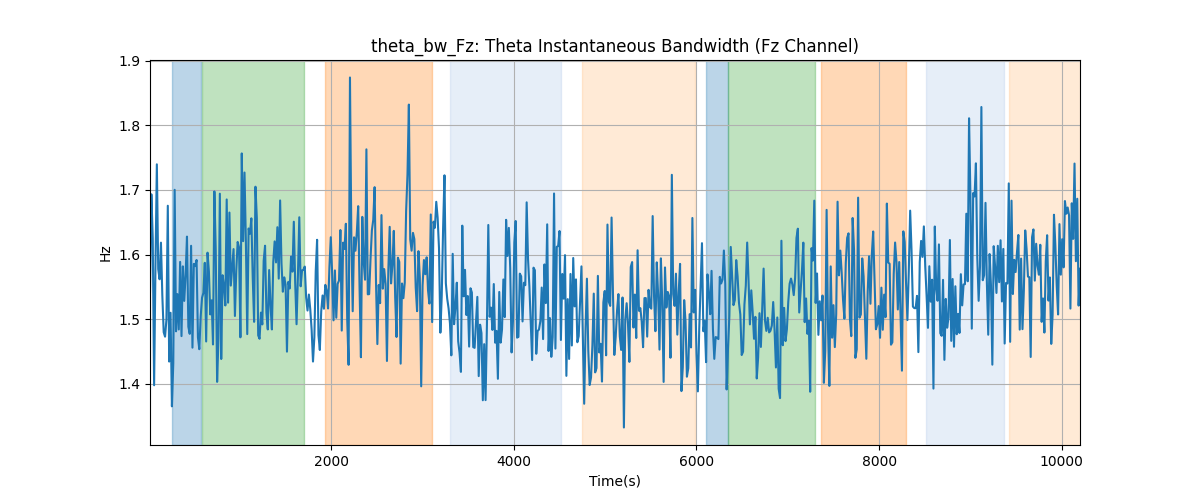 theta_bw_Fz: Theta Instantaneous Bandwidth (Fz Channel)
1.9
1.8
1.7
1.6
1.5
1.4
Hz
2000 4000 6000 8000 10000
Time(s)